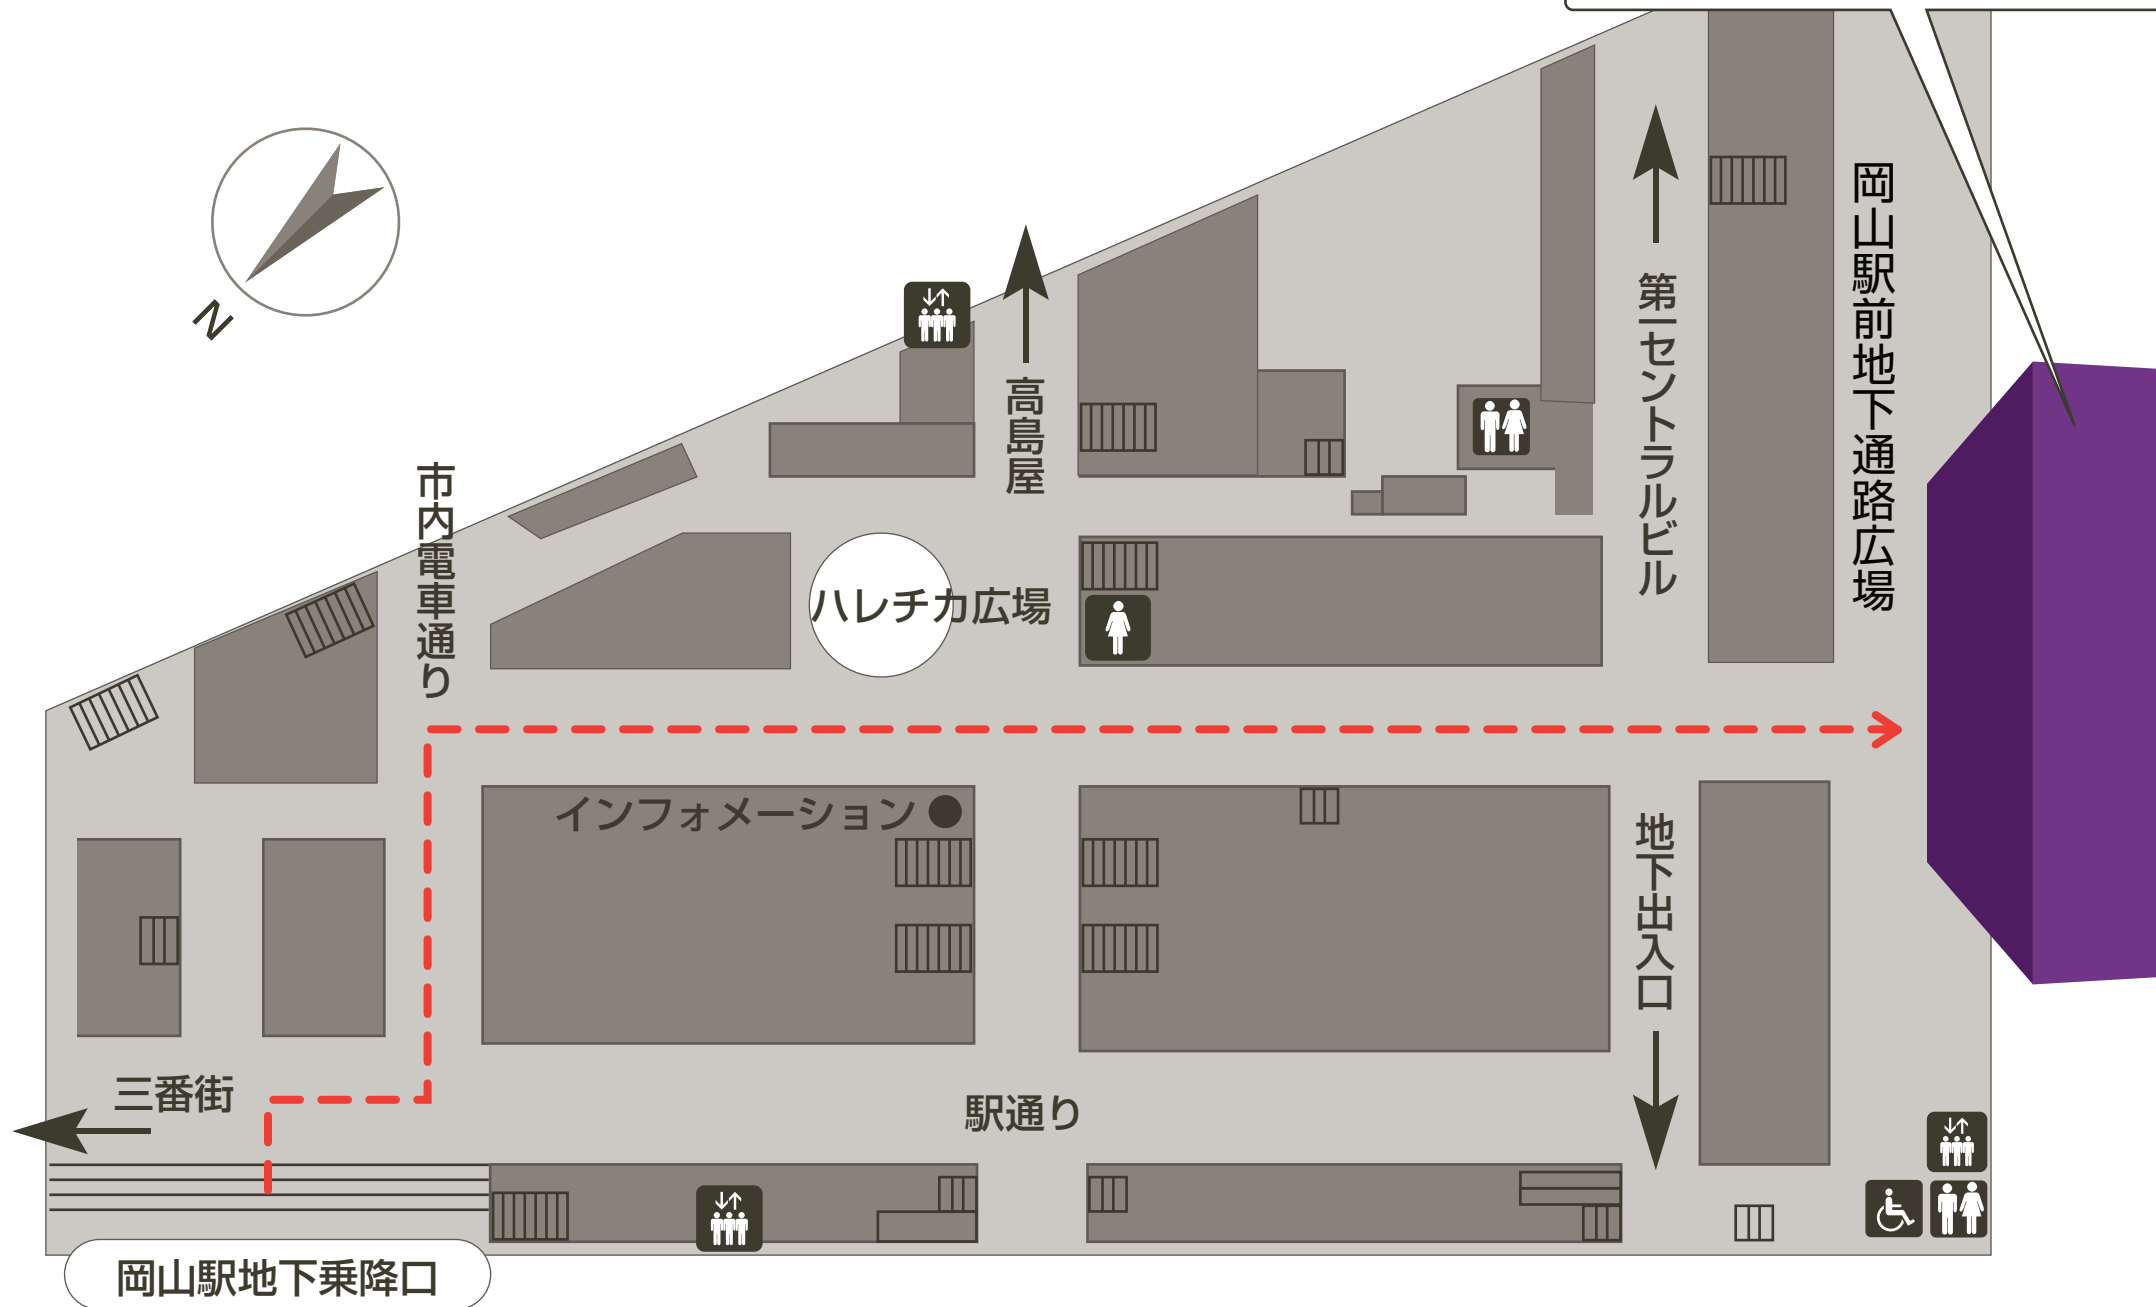 岡山駅前地下通路広場
第一セントラルビル
高島屋
N
市内電車通り
ハレチカ広場
インフォメーション
地下出入口
三番街
駅通り
岡山駅地下乗降口